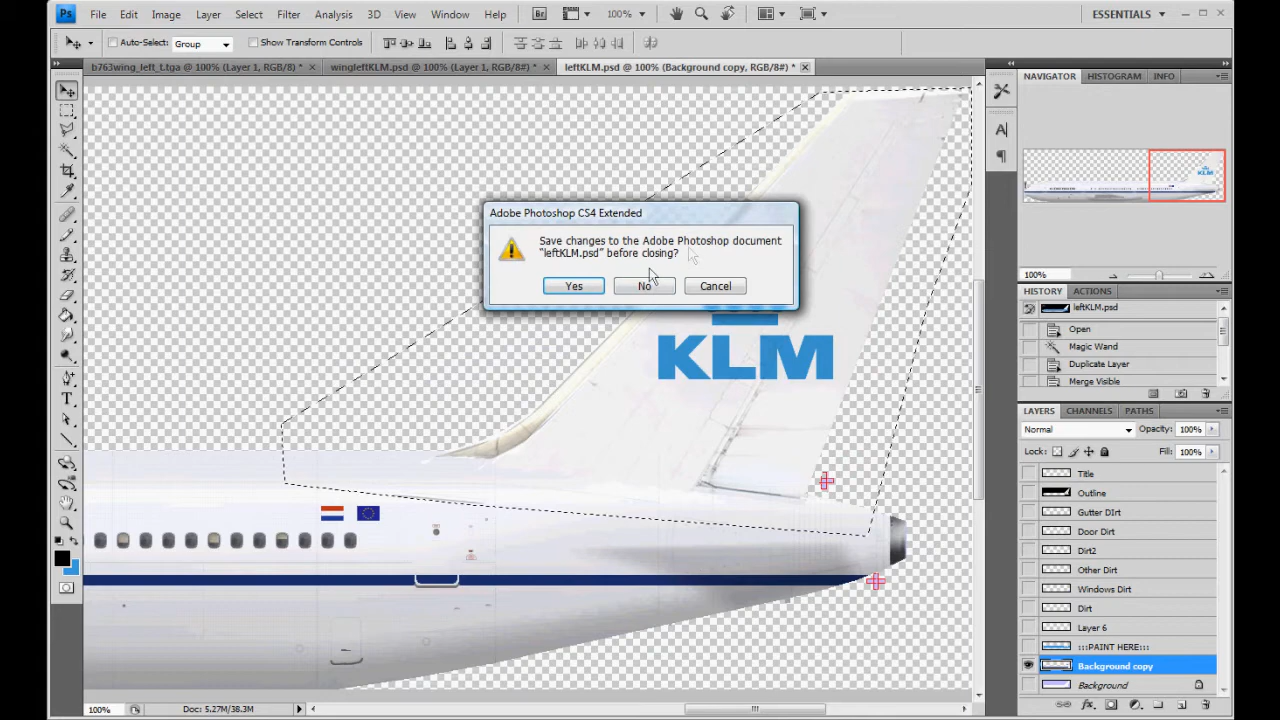 Ps File Edit Image Layer Select Filter Analysis 3D View Window Help Br 100% ESSENTIALS
Auto-Select: Group Show Transform Controls
b763wing_left_t.tga @ 100% (Layer 1, RGB/8) * wingleftKLM.psd @ 100% (Layer 1, RGB/8#) * leftKLM.psd @ 100% (Background copy, RGB/8#) *
NAVIGATOR HISTOGRAM INFO
KLM
100%
Adobe Photoshop CS4 Extended
Save changes to the Adobe Photoshop document
“leftKLM.psd” before closing?
Yes No Cancel
KLM
HISTORY ACTIONS
leftKLM.psd
Open
Magic Wand
Duplicate Layer
Merge Visible
LAYERS CHANNELS PATHS
Normal Opacity: 100%
Lock: Fill: 100%
Title
Outline
Gutter DIrt
Door Dirt
Dirt2
Other Dirt
Windows Dirt
Dirt
Layer 6
:::PAINT HERE:::
Background copy
Background
100% Doc: 5.27M/38.3M